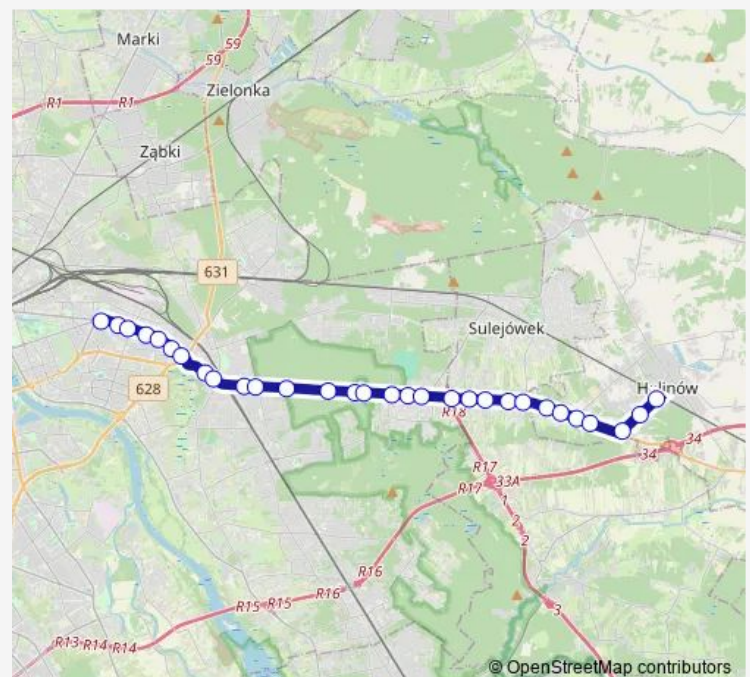 Marki
59
59
Zielonka
R1
R1
Ząbki
631
Sulejówek
628
Halinów
R18
34
34
R17
33A
R17
1
2
2
R16
R16
R15
R15
3
R13
R14
R14
© OpenStreetMap contributors